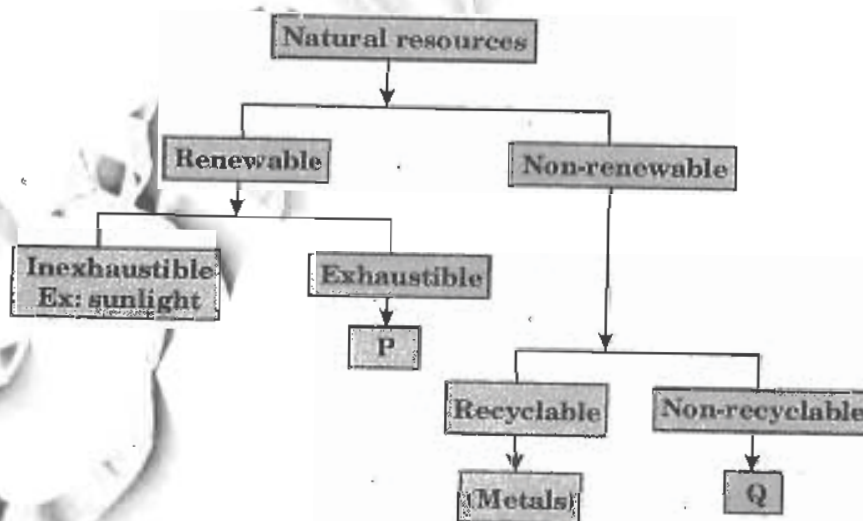 Natural resources
Renewable
Non-renewable
Inexhaustible
Ex: sunlight
Exhaustible
P
Recyclable
Non-recyclable
(Metals)
Q